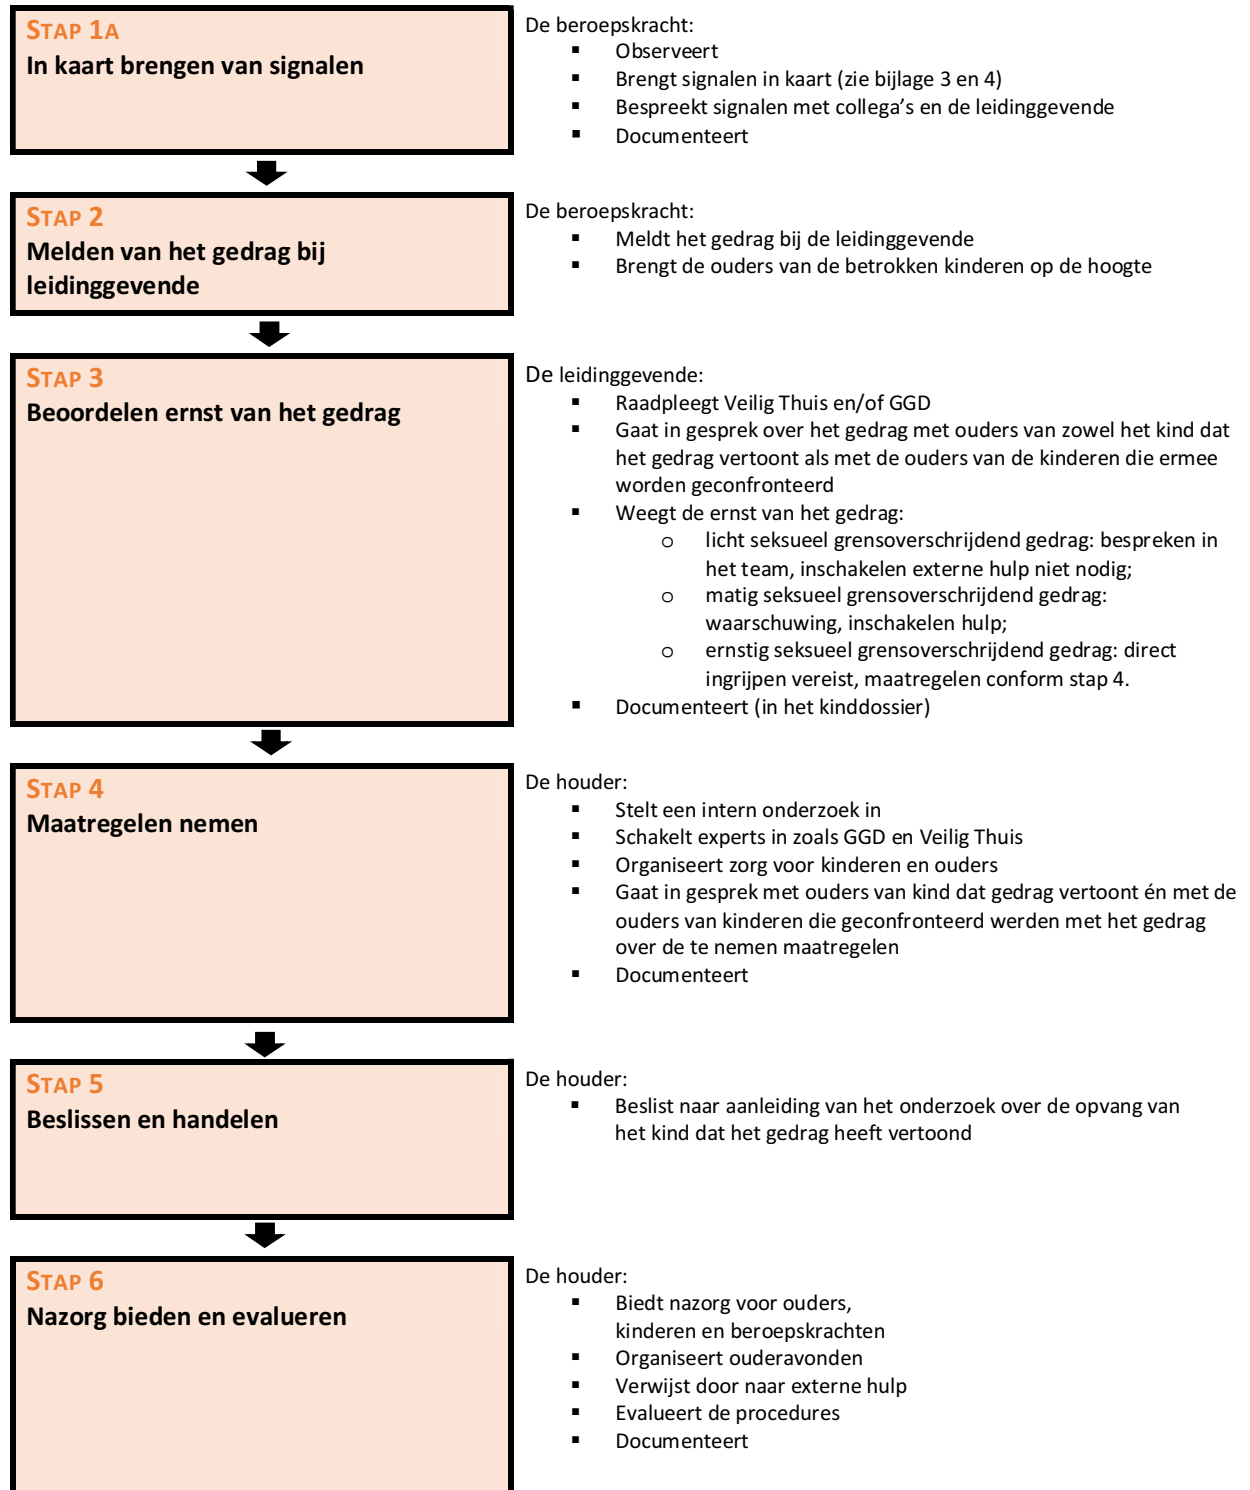 STAP 1A
In kaart brengen van signalen
De beroepskracht:
▪ Observeert
▪ Brengt signalen in kaart (zie bijlage 3 en 4)
▪ Bespreekt signalen met collega’s en de leidinggevende
▪ Documenteert
STAP 2
Melden van het gedrag bij
leidinggevende
De beroepskracht:
▪ Meldt het gedrag bij de leidinggevende
▪ Brengt de ouders van de betrokken kinderen op de hoogte
STAP 3
Beoordelen ernst van het gedrag
De leidinggevende:
▪ Raadpleegt Veilig Thuis en/of GGD
▪ Gaat in gesprek over het gedrag met ouders van zowel het kind dat
het gedrag vertoont als met de ouders van de kinderen die ermee
worden geconfronteerd
▪ Weegt de ernst van het gedrag:
o licht seksueel grensoverschrijdend gedrag: bespreken in
het team, inschakelen externe hulp niet nodig;
o matig seksueel grensoverschrijdend gedrag:
waarschuwing, inschakelen hulp;
o ernstig seksueel grensoverschrijdend gedrag: direct
ingrijpen vereist, maatregelen conform stap 4.
▪ Documenteert (in het kinddossier)
STAP 4
Maatregelen nemen
De houder:
▪ Stelt een intern onderzoek in
▪ Schakelt experts in zoals GGD en Veilig Thuis
▪ Organiseert zorg voor kinderen en ouders
▪ Gaat in gesprek met ouders van kind dat gedrag vertoont én met de
ouders van kinderen die geconfronteerd werden met het gedrag
over de te nemen maatregelen
▪ Documenteert
STAP 5
Beslissen en handelen
De houder:
▪ Beslist naar aanleiding van het onderzoek over de opvang van
het kind dat het gedrag heeft vertoond
STAP 6
Nazorg bieden en evalueren
De houder:
▪ Biedt nazorg voor ouders,
kinderen en beroepskrachten
▪ Organiseert ouderavonden
▪ Verwijst door naar externe hulp
▪ Evalueert de procedures
▪ Documenteert